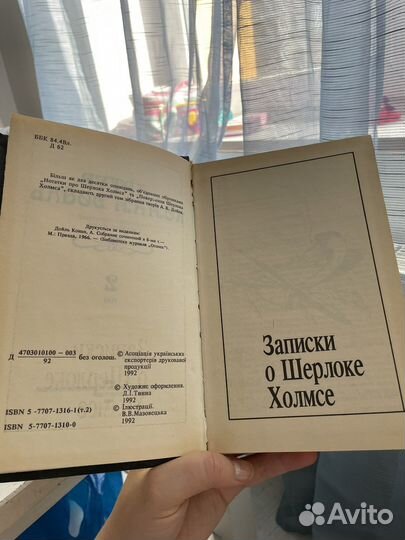 ББК 84.4Вл.
Д 62
Більш як два десятки оповідань, об'єднаних збірками
«Нотатки про Шерлока Холмса» та «Повернення Шерлока
Холмса», складають другий том зібрання творів А. К. Дойля.
Друкується за виданням:
Дойль Конан, А. Собрание сочинений в 8-ми т.—
М.: Правда, 1966. — (Библиотека журнала «Огонек»).
Д 4703010100—003 без оголош.
92
© Асоціація українських
експортерів друкованої
продукції
1992
© Художнє оформлення.
Л.І.Тяпна
1992
© Ілюстрації.
В.В.Мазовецька
1992
ISBN 5-7707-1316-1(т.2)
ISBN 5-7707-1310-0
Записки
о Шерлоке
Холмсе
Avito